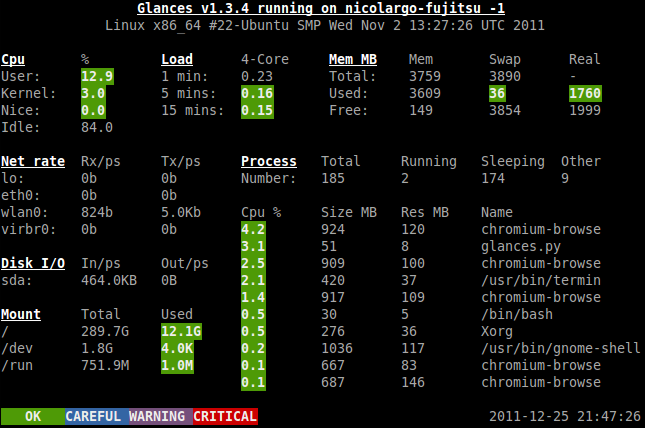 Glances v1.3.4 running on nicolargo-fujitsu -1
Linux x86_64 #22-Ubuntu SMP Wed Nov 2 13:27:26 UTC 2011
Cpu % Load 4-Core Mem MB Mem Swap Real
User: 12.9 1 min: 0.23 Total: 3759 3890 -
Kernel: 3.0 5 mins: 0.16 Used: 3609 36 1760
Nice: 0.0 15 mins: 0.15 Free: 149 3854 1999
Idle: 84.0
Net rate Rx/ps Tx/ps Process Total Running Sleeping Other
lo: 0b 0b Number: 185 2 174 9
eth0: 0b 0b
wlan0: 824b 5.0Kb Cpu % Size MB Res MB Name
virbr0: 0b 0b 4.2 924 120 chromium-browse
3.1 51 8 glances.py
Disk I/O In/ps Out/ps 2.5 909 100 chromium-browse
sda: 464.0KB 0B 2.1 420 37 /usr/bin/termin
1.4 917 109 chromium-browse
Mount Total Used 0.5 30 5 /bin/bash
/ 289.7G 12.1G 0.5 276 36 Xorg
/dev 1.8G 4.0K 0.2 1036 117 /usr/bin/gnome-shell
/run 751.9M 1.0M 0.1 667 83 chromium-browse
0.1 687 146 chromium-browse
OK CAREFUL WARNING CRITICAL 2011-12-25 21:47:26